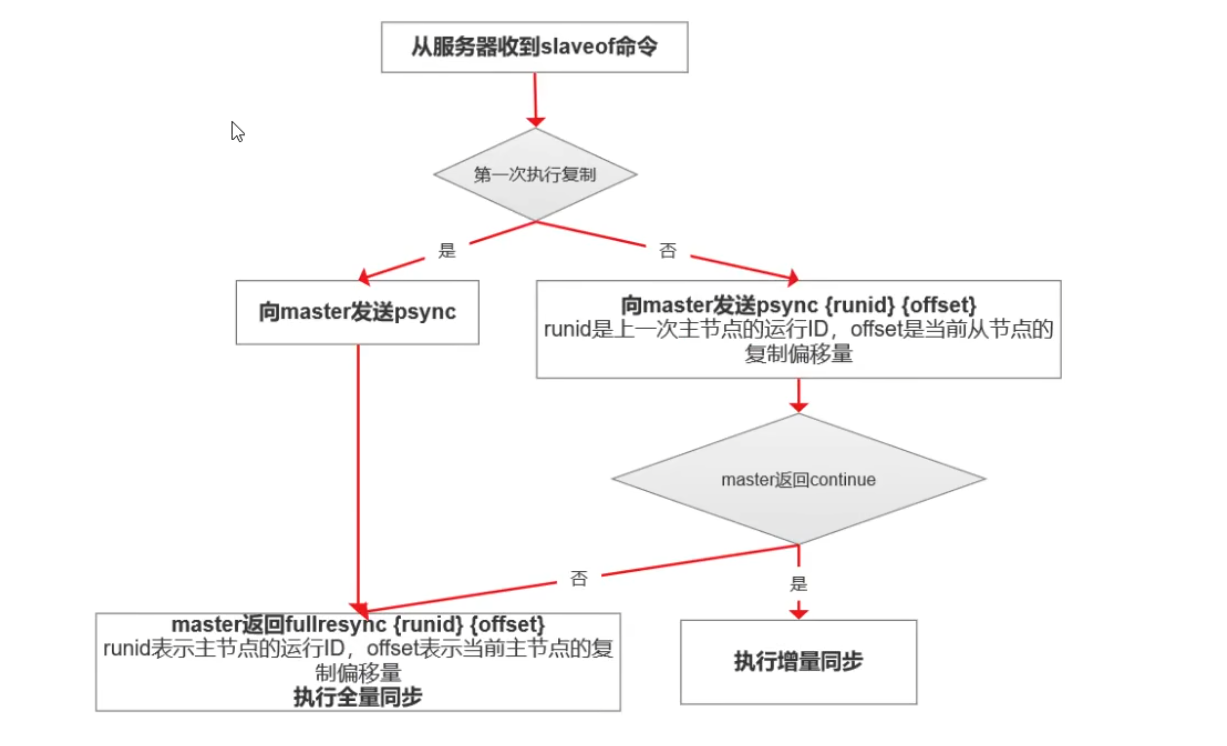 从服务器收到slaveof命令
第一次执行复制
是
否
向master发送psync
向master发送psync {runid} {offset}
runid是上一次主节点的运行ID，offset是当前从节点的
复制偏移量
master返回continue
否
是
master返回fullresync {runid} {offset}
runid表示主节点的运行ID，offset表示当前主节点的复
制偏移量
执行全量同步
执行增量同步